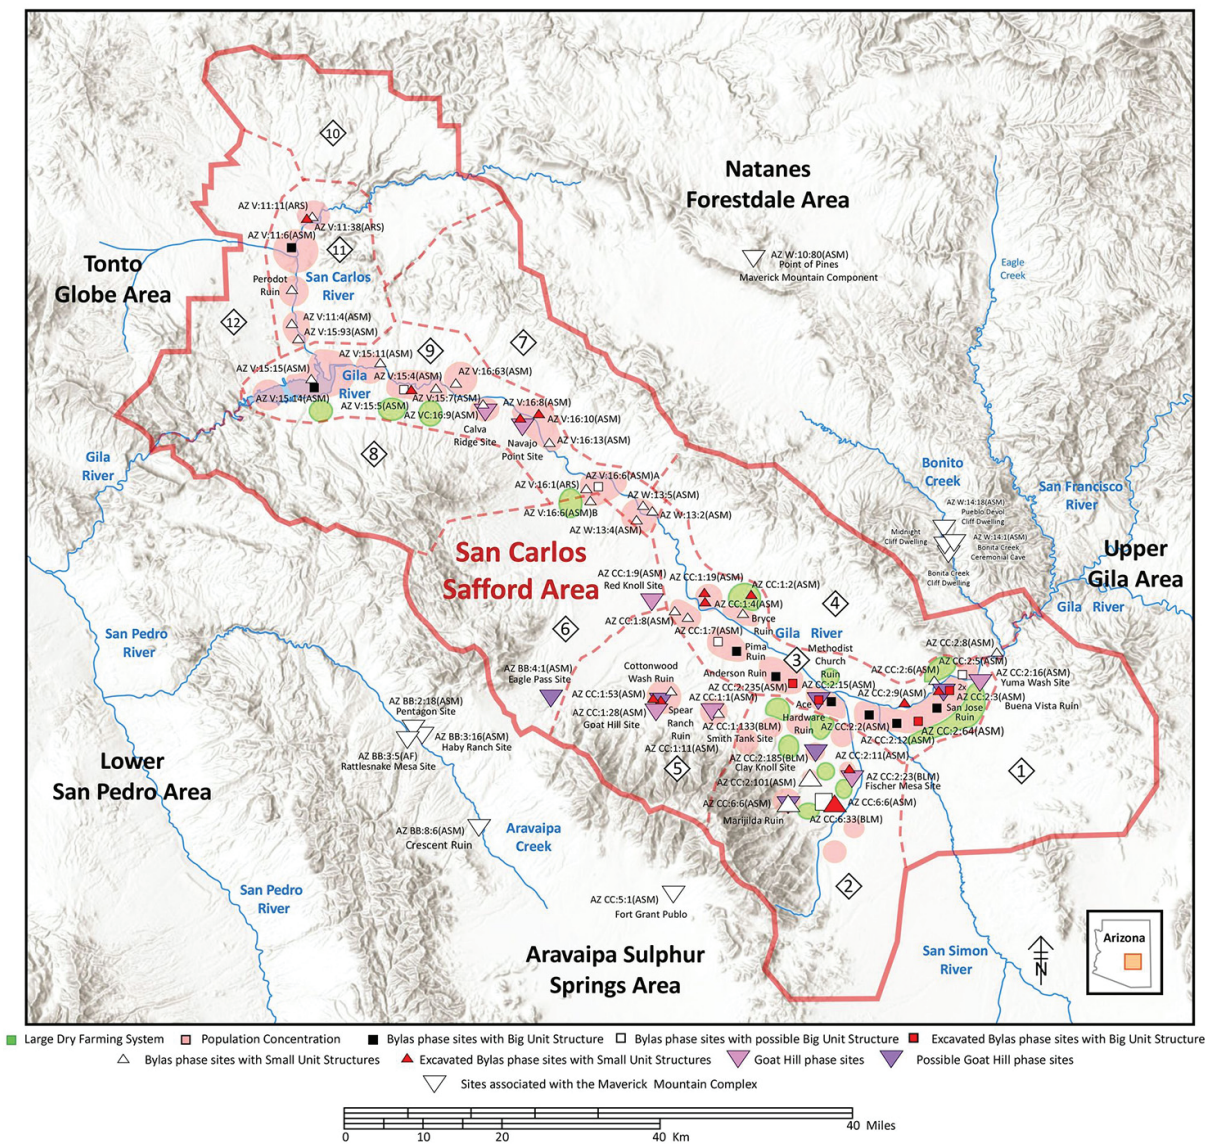 10
Natanes
Forestdale Area
AZ V:11:11(ARS)
AZ V:11:38(ARS)
AZ V:11:6(ASM)
11
Tonto
Globe Area
Perodot
Ruin
San Carlos
River
AZ W:10:80(ASM)
Point of Pines
Maverick Mountain Component
Eagle
Creek
12
AZ V:11:4(ASM)
AZ V:15:93(ASM)
9
7
AZ V:15:11(ASM)
AZ V:15:15(ASM)
Gila
River
AZ V:15:4(ASM)
AZ V:16:63(ASM)
AZ V:15:14(ASM)
AZ V:15:5(ASM)
AZ V:15:7(ASM)
AZ VC:16:9(ASM)
AZ V:16:8(ASM)
AZ V:16:10(ASM)
Calva
Ridge Site
Navajo
Point Site
AZ V:16:13(ASM)
8
Gila
River
AZ V:16:6(ASM)A
AZ V:16:1(ARS)
AZ V:16:6(ASM)B
AZ W:13:5(ASM)
AZ W:13:2(ASM)
AZ W:13:4(ASM)
Bonito
Creek
San Francisco
River
AZ W:14:18(ASM)
Pueblo Devol
Cliff Dwelling
Midnight
Cliff Dwelling
AZ W:14:1(ASM)
Bonita Creek
Ceremonial Cave
Bonita Creek
Cliff Dwelling
Upper
Gila Area
Gila River
San Carlos
Safford Area
AZ CC:1:9(ASM)
Red Knoll Site
AZ CC:1:19(ASM)
AZ CC:1:2(ASM)
AZ CC:1:4(ASM)
4
6
AZ CC:1:8(ASM)
Bryce
Ruin
AZ CC:1:7(ASM)
Gila River
San Pedro
River
Pima
Ruin
3
Methodist
Church
Ruin
AZ CC:2:8(ASM)
AZ CC:2:5(ASM)
AZ CC:2:6(ASM)
AZ CC:2:16(ASM)
Yuma Wash Site
AZ BB:4:1(ASM)
Eagle Pass Site
Cottonwood
Wash Ruin
Anderson Ruin
AZ CC:2:235(ASM)
AZ CC:2:15(ASM)
AZ CC:2:9(ASM)
2x
AZ CC:2:3(ASM)
Buena Vista Ruin
AZ CC:1:53(ASM)
AZ CC:1:1(ASM)
Ace
Hardware
Ruin
San Jose
Ruin
AZ CC:1:28(ASM)
Goat Hill Site
Spear
Ranch
Ruin
AZ CC:1:11(ASM)
AZ CC:1:133(BLM)
Smith Tank Site
AZ CC:2:2(ASM)
AZ CC:2:12(ASM)
AZ CC:2:64(ASM)
AZ BB:2:18(ASM)
Pentagon Site
AZ BB:3:16(ASM)
Haby Ranch Site
AZ BB:3:5(AF)
Rattlesnake Mesa Site
AZ CC:2:185(BLM)
Clay Knoll Site
AZ CC:2:11(ASM)
5
1
AZ CC:2:101(ASM)
AZ CC:2:23(BLM)
Fischer Mesa Site
Lower
San Pedro Area
AZ CC:6:6(ASM)
Marijilda Ruin
AZ CC:6:6(ASM)
AZ CC:6:33(BLM)
AZ BB:8:6(ASM)
Crescent Ruin
Aravaipa
Creek
San Pedro
River
AZ CC:5:1(ASM)
Fort Grant Publo
2
Aravaipa Sulphur
Springs Area
San Simon
River
N
Arizona
Large Dry Farming System
Population Concentration
Bylas phase sites with Big Unit Structure
Bylas phase sites with possible Big Unit Structure
Excavated Bylas phase sites with Big Unit Structure
Bylas phase sites with Small Unit Structures
Excavated Bylas phase sites with Small Unit Structures
Goat Hill phase sites
Possible Goat Hill phase sites
Sites associated with the Maverick Mountain Complex
40 Miles
0 10 20 40 Km